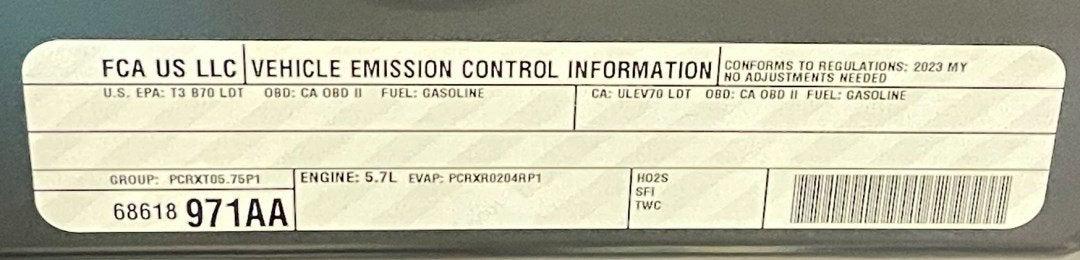 FCA US LLC
VEHICLE EMISSION CONTROL INFORMATION
CONFORMS TO REGULATIONS: 2023 MY
NO ADJUSTMENTS NEEDED
U.S. EPA: T3 B70 LDT OBD: CA OBD II FUEL: GASOLINE
CA: ULEV70 LDT OBD: CA OBD II FUEL: GASOLINE
GROUP: PCRXT05.75P1
68618 971AA
ENGINE: 5.7L EVAP: PCRXR0204RP1
HO2S
SFI
TWC